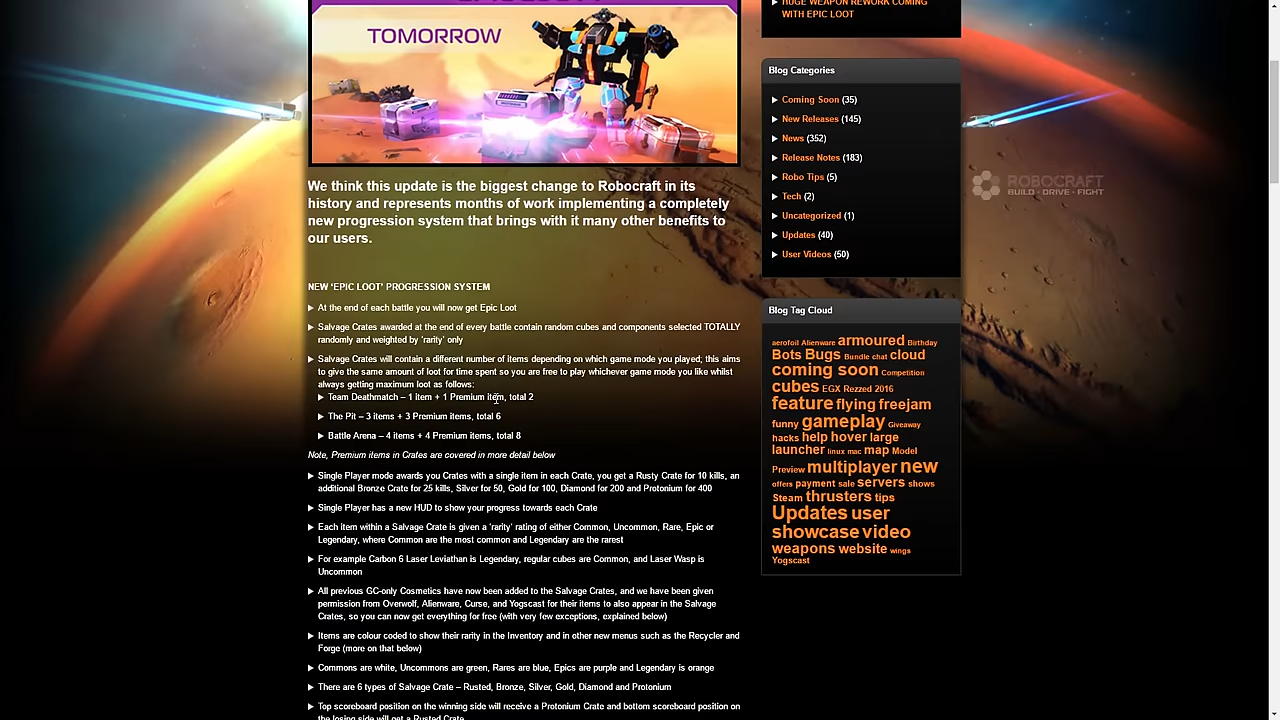 TOMORROW
We think this update is the biggest change to Robocraft in its
history and represents months of work implementing a completely
new progression system that brings with it many other benefits to
our users.
NEW ‘EPIC LOOT’ PROGRESSION SYSTEM
At the end of each battle you will now get Epic Loot
Salvage Crates awarded at the end of every battle contain random cubes and components selected TOTALLY
randomly and weighted by ‘rarity’ only
Salvage Crates will contain a different number of items depending on which game mode you played; this aims
to give the same amount of loot for time spent so you are free to play whichever game mode you like whilst
always getting maximum loot as follows:
Team Deathmatch – 1 item + 1 Premium item, total 2
The Pit – 3 items + 3 Premium items, total 6
Battle Arena – 4 items + 4 Premium items, total 8
Note, Premium items in Crates are covered in more detail below
Single Player mode awards you Crates with a single item in each Crate, you get a Rusty Crate for 10 kills, an
additional Bronze Crate for 25 kills, Silver for 50, Gold for 100, Diamond for 200 and Protonium for 400
Single Player has a new HUD to show your progress towards each Crate
Each item within a Salvage Crate is given a ‘rarity’ rating of either Common, Uncommon, Rare, Epic or
Legendary, where Common are the most common and Legendary are the rarest
For example Carbon 6 Laser Leviathan is Legendary, regular cubes are Common, and Laser Wasp is
Uncommon
All previous GC-only Cosmetics have now been added to the Salvage Crates, and we have been given
permission from Overwolf, Alienware, Curse, and Yogscast for their items to also appear in the Salvage
Crates, so you can now get everything for free (with very few exceptions, explained below)
Items are colour coded to show their rarity in the Inventory and in other new menus such as the Recycler and
Forge (more on that below)
Commons are white, Uncommons are green, Rares are blue, Epics are purple and Legendary is orange
There are 6 types of Salvage Crate – Rusted, Bronze, Silver, Gold, Diamond and Protonium
Top scoreboard position on the winning side will receive a Protonium Crate and bottom scoreboard position on
the losing side will get a Rusted Crate
HUGE WEAPON REWORK COMING
WITH EPIC LOOT
Blog Categories
Coming Soon (35)
New Releases (145)
News (352)
Release Notes (183)
Robo Tips (5)
Tech (2)
Uncategorized (1)
Updates (40)
User Videos (50)
Blog Tag Cloud
aerofoil Alienware armoured Birthday
Bots Bugs Bundle chat cloud
coming soon Competition
cubes EGX Rezzed 2016
feature flying freejam
funny gameplay Giveaway
hacks help hover large
launcher linux mac map Model
Preview multiplayer new
offers payment sale servers shows
Steam thrusters tips
Updates user
showcase video
weapons website wings
Yogscast
ROBOCRAFT
BUILD · DRIVE · FIGHT